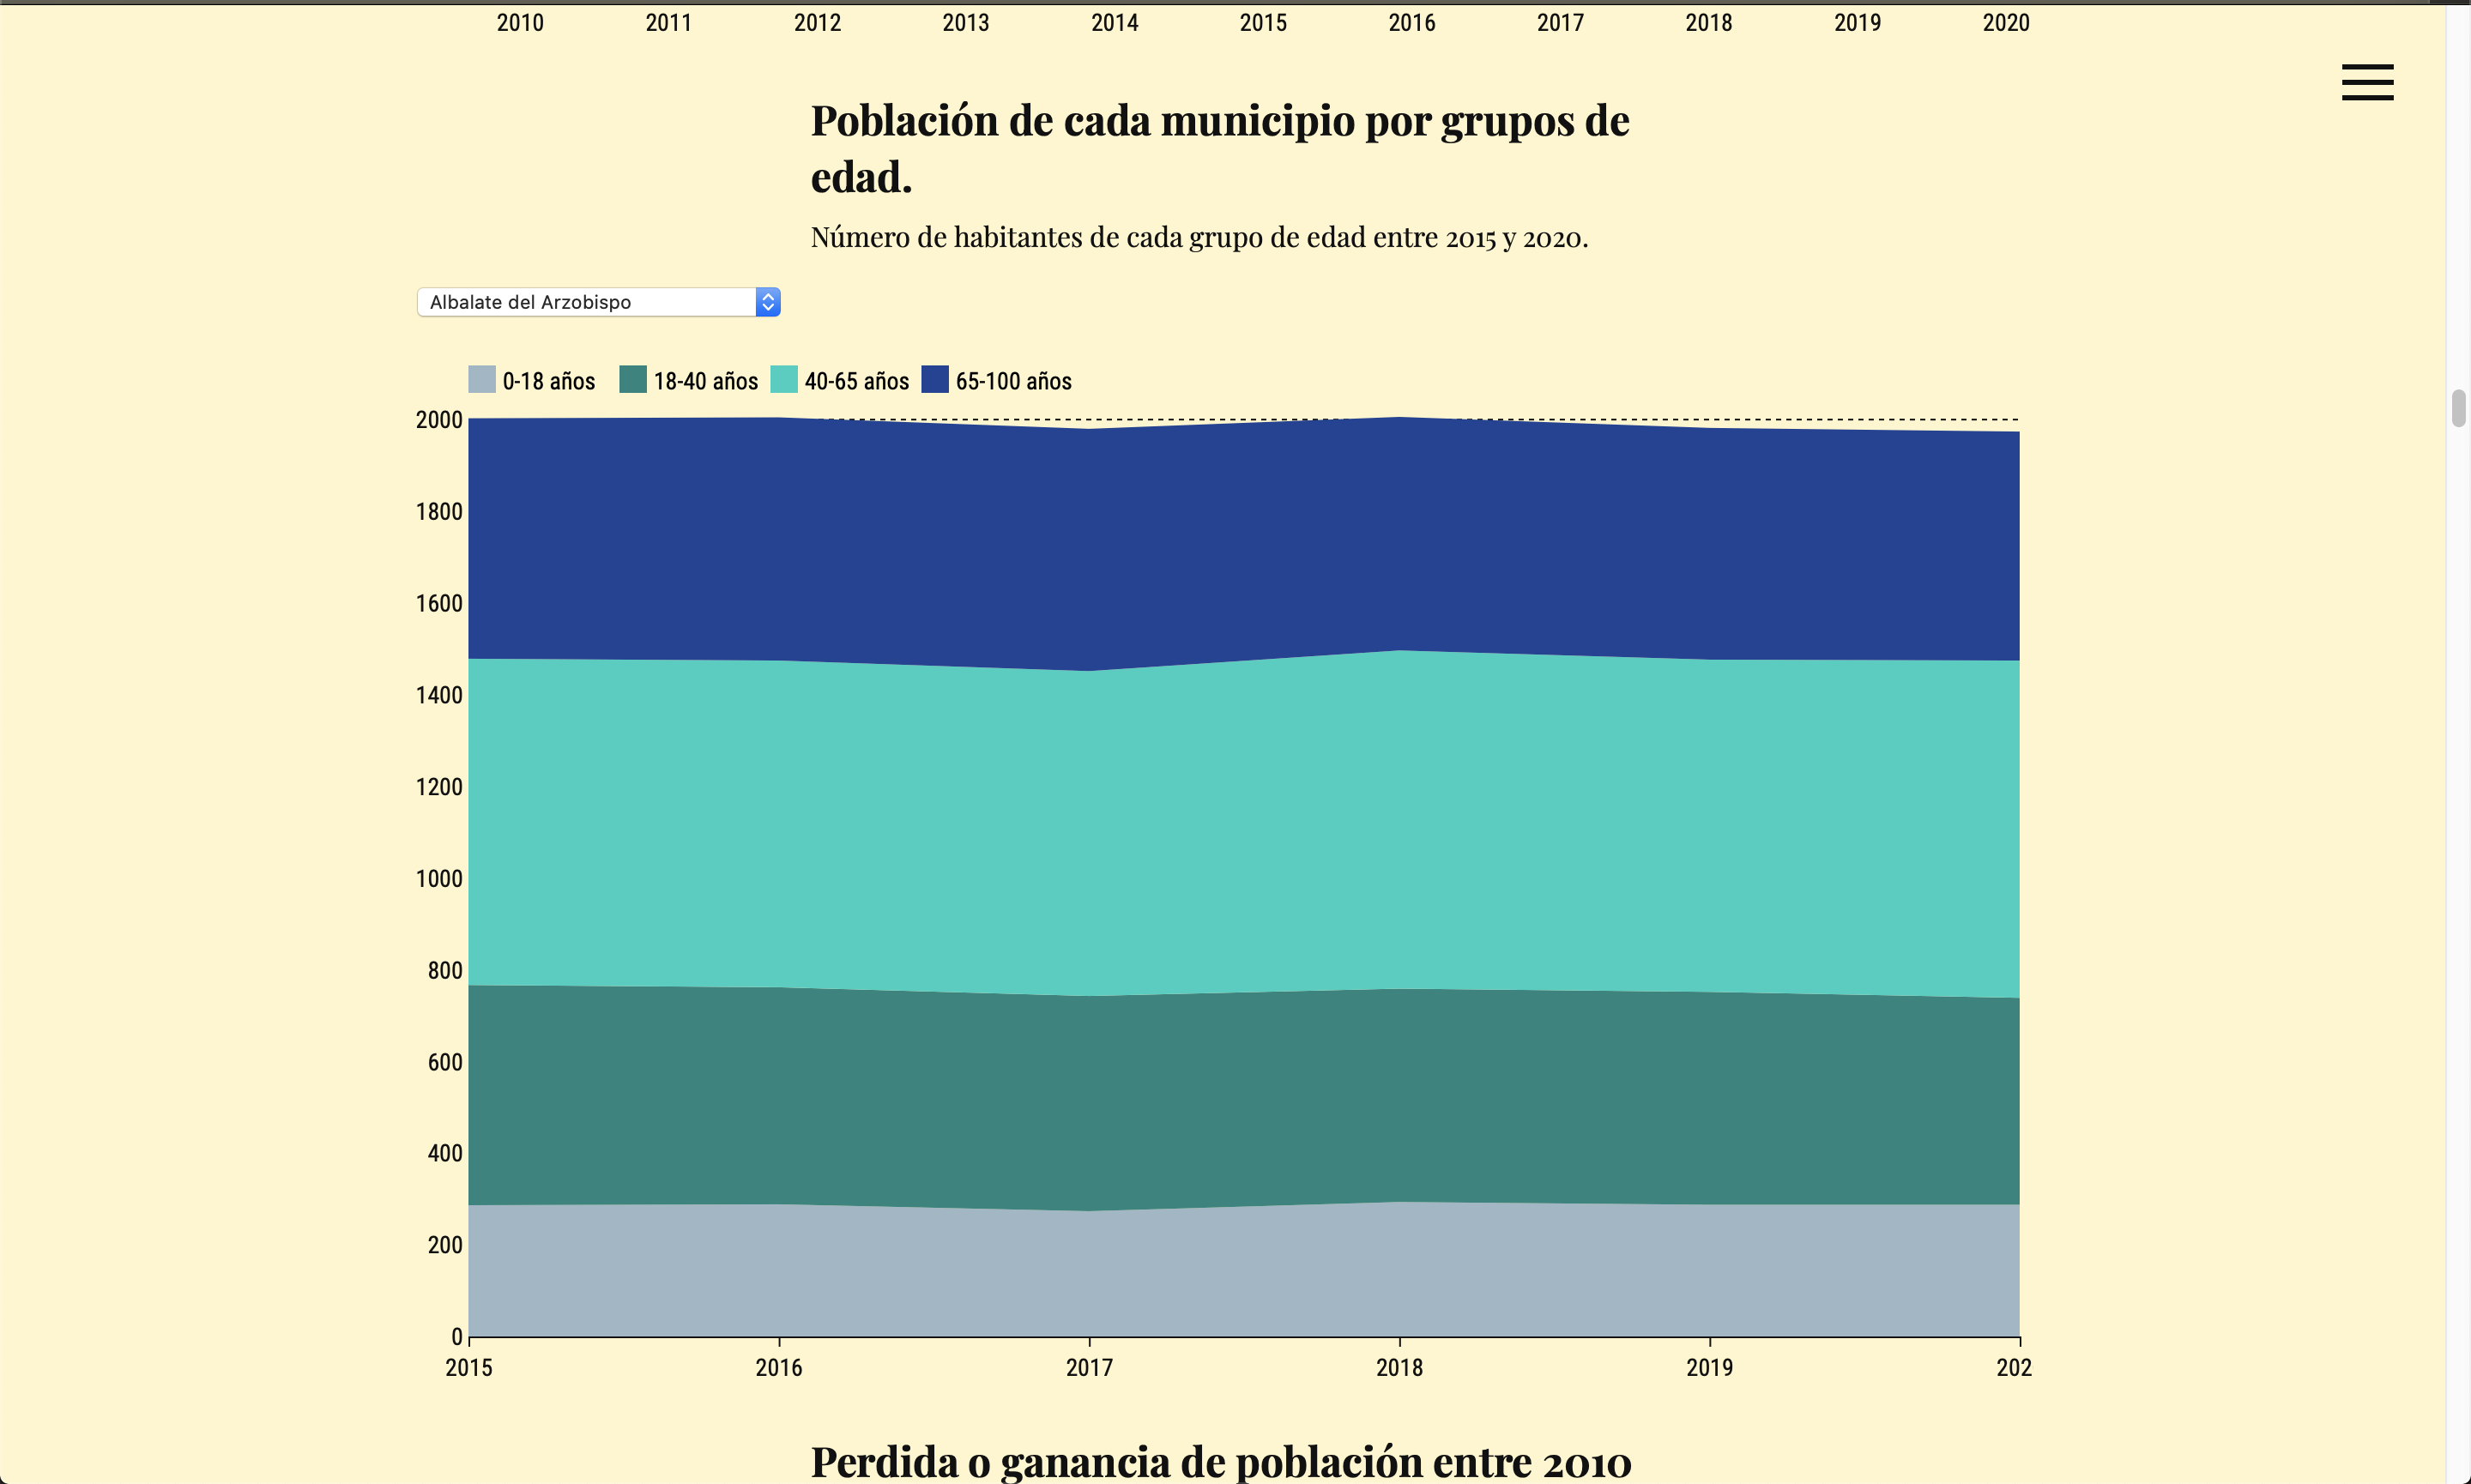 2010 2011 2012 2013 2014 2015 2016 2017 2018 2019 2020
Población de cada municipio por grupos de
edad.
Número de habitantes de cada grupo de edad entre 2015 y 2020.
Albalate del Arzobispo
0-18 años 18-40 años 40-65 años 65-100 años
2000
1800
1600
1400
1200
1000
800
600
400
200
0
2015 2016 2017 2018 2019 202
Perdida o ganancia de población entre 2010